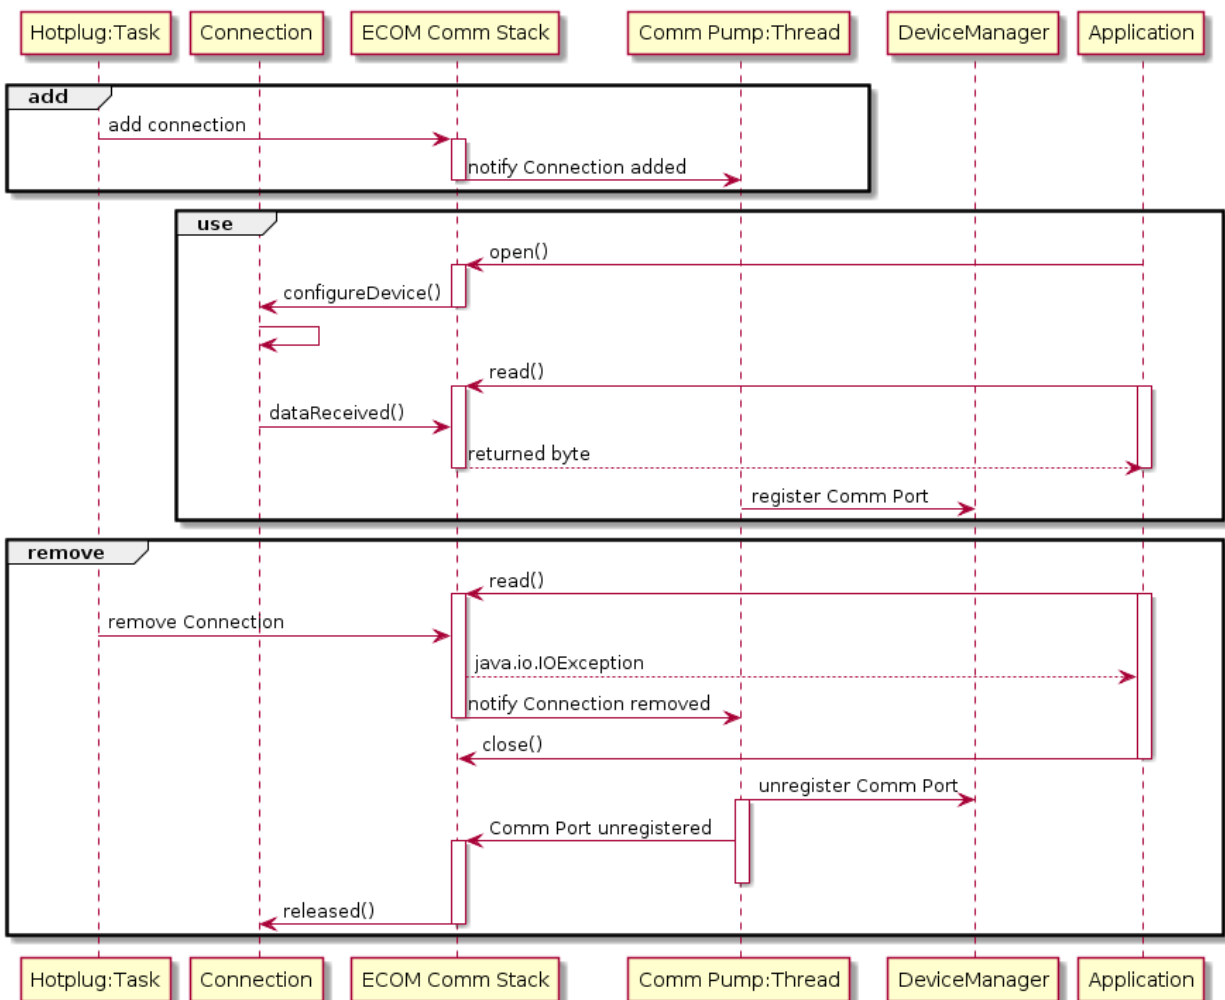 Hotplug:Task
Connection
ECOM Comm Stack
Comm Pump:Thread
DeviceManager
Application
add
add connection
notify Connection added
use
open()
configureDevice()
read()
dataReceived()
returned byte
register Comm Port
remove
read()
remove Connection
java.io.IOException
notify Connection removed
close()
unregister Comm Port
Comm Port unregistered
released()
Hotplug:Task
Connection
ECOM Comm Stack
Comm Pump:Thread
DeviceManager
Application